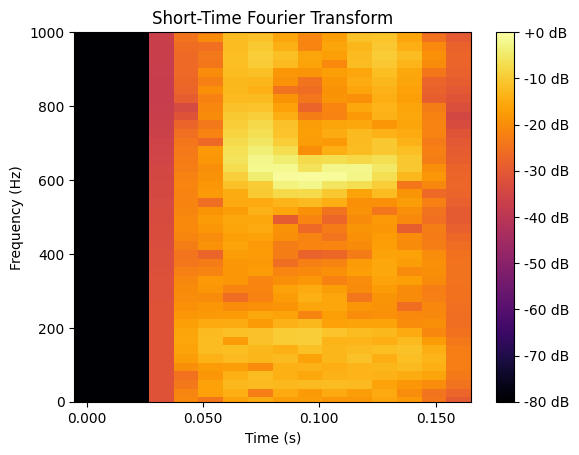 Short-Time Fourier Transform
Frequency (Hz)
1000
800
600
400
200
0
0.000
0.050
0.100
0.150
Time (s)
+0 dB
-10 dB
-20 dB
-30 dB
-40 dB
-50 dB
-60 dB
-70 dB
-80 dB